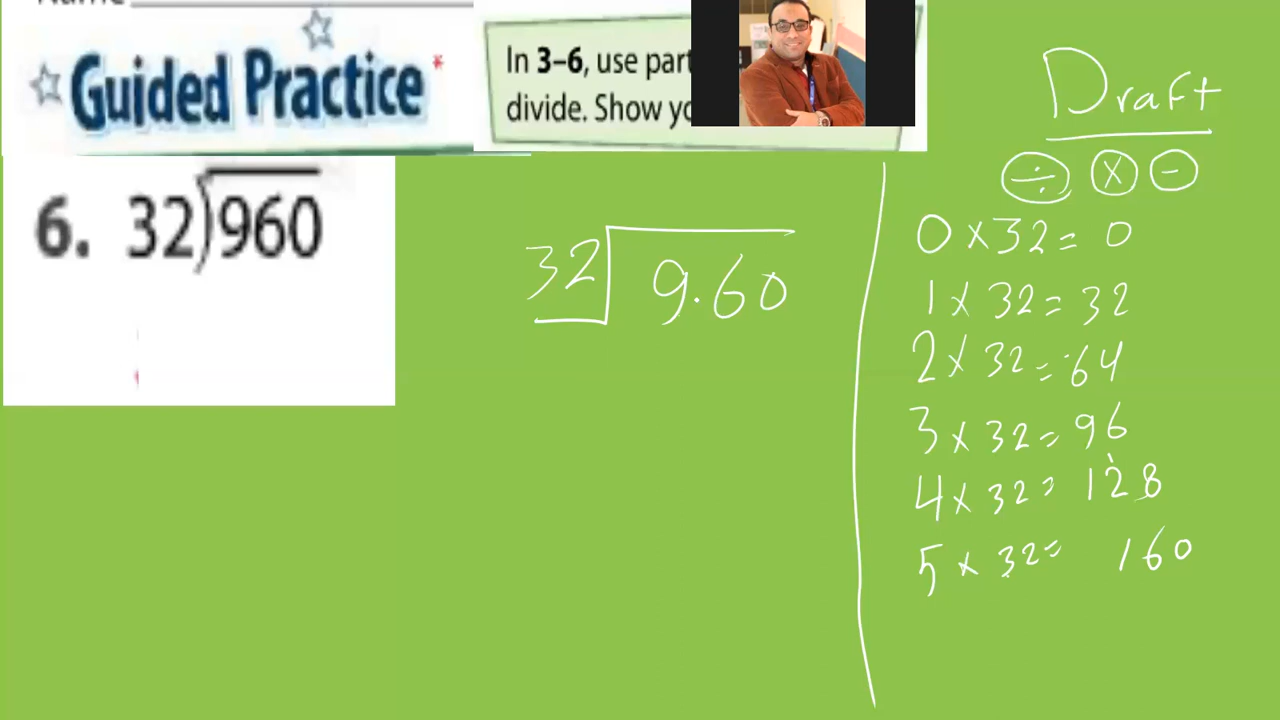 Name
Guided Practice *
In 3–6, use part
divide. Show yo
6. 32)960
32 9.60
Draft
÷ × −
0 × 32 = 0
1 × 32 = 32
2 × 32 = 64
3 × 32 = 96
4 × 32 = 128
5 × 32 = 160